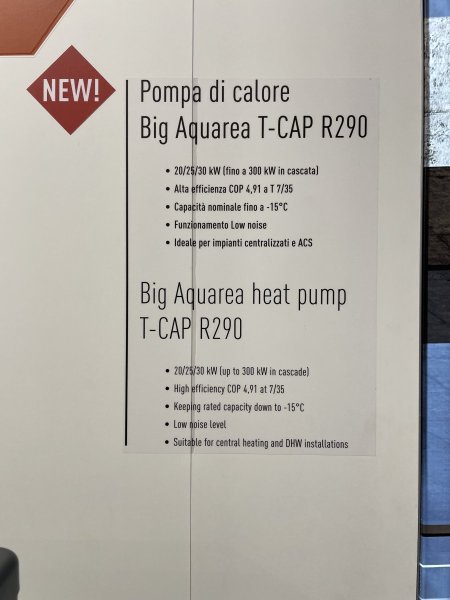 NEW!
Pompa di calore
Big Aquarea T-CAP R290
• 20/25/30 kW (fino a 300 kW in cascata)
• Alta efficienza COP 4,91 a T 7/35
• Capacità nominale fino a -15°C
• Funzionamento Low noise
• Ideale per impianti centralizzati e ACS
Big Aquarea heat pump
T-CAP R290
• 20/25/30 kW (up to 300 kW in cascade)
• High efficiency COP 4,91 at 7/35
• Keeping rated capacity down to -15°C
• Low noise level
• Suitable for central heating and DHW installations